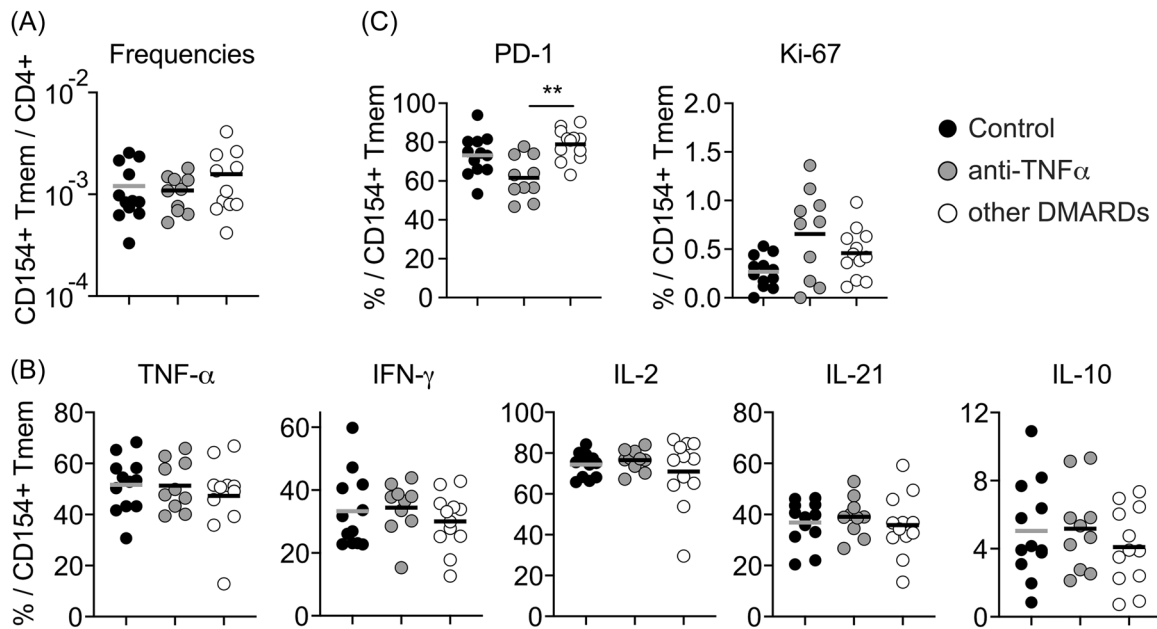 (A)
Frequencies
CD154+ Tmem / CD4+
10-2
10-3
10-4
(C)
PD-1
% / CD154+ Tmem
100
80
60
40
20
0
**
Ki-67
% / CD154+ Tmem
2.0
1.5
1.0
0.5
0.0
Control
anti-TNFα
other DMARDs
(B)
TNF-α
% / CD154+ Tmem
80
60
40
20
0
IFN-γ
60
40
20
0
IL-2
100
80
60
40
20
0
IL-21
80
60
40
20
0
IL-10
12
8
4
0